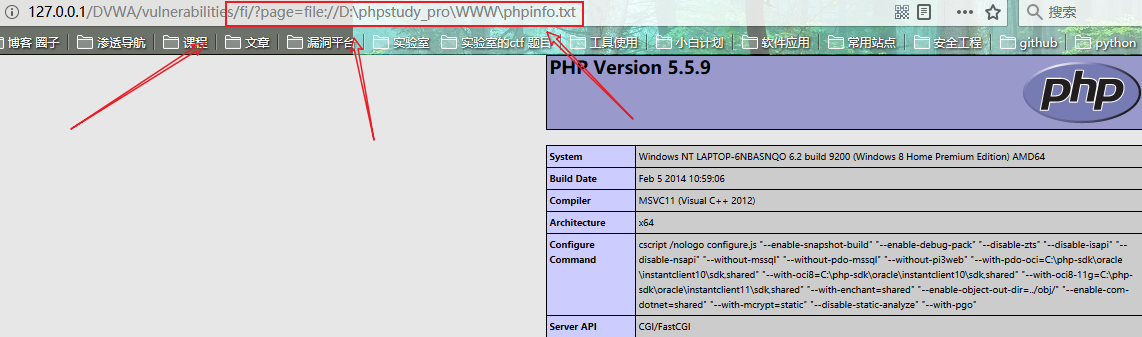 127.0.0.1/DVWA/vulnerabilities/fi/?page=file://D:\phpstudy_pro\WWW\phpinfo.txt
搜索
博客 圈子 渗透导航 课程 文章 漏洞平台 实验室 实验室的ctf 题目 工具使用 小白计划 软件应用 常用站点 安全工程 github python
PHP Version 5.5.9
php
System Windows NT LAPTOP-6NBASNQO 6.2 build 9200 (Windows 8 Home Premium Edition) AMD64
Build Date Feb 5 2014 10:59:06
Compiler MSVC11 (Visual C++ 2012)
Architecture x64
Configure Command cscript /nologo configure.js "--enable-snapshot-build" "--enable-debug-pack" "--disable-zts" "--disable-isapi" "--
disable-nsapi" "--without-mssql" "--without-pdo-mssql" "--without-pi3web" "--with-pdo-oci=C:\php-sdk\oracle
\instantclient10\sdk,shared" "--with-oci8=C:\php-sdk\oracle\instantclient10\sdk,shared" "--with-oci8-11g=C:\php-
sdk\oracle\instantclient11\sdk,shared" "--with-enchant=shared" "--enable-object-out-dir=../obj/" "--enable-com-
dotnet=shared" "--with-mcrypt=static" "--disable-static-analyze" "--with-pgo"
Server API CGI/FastCGI